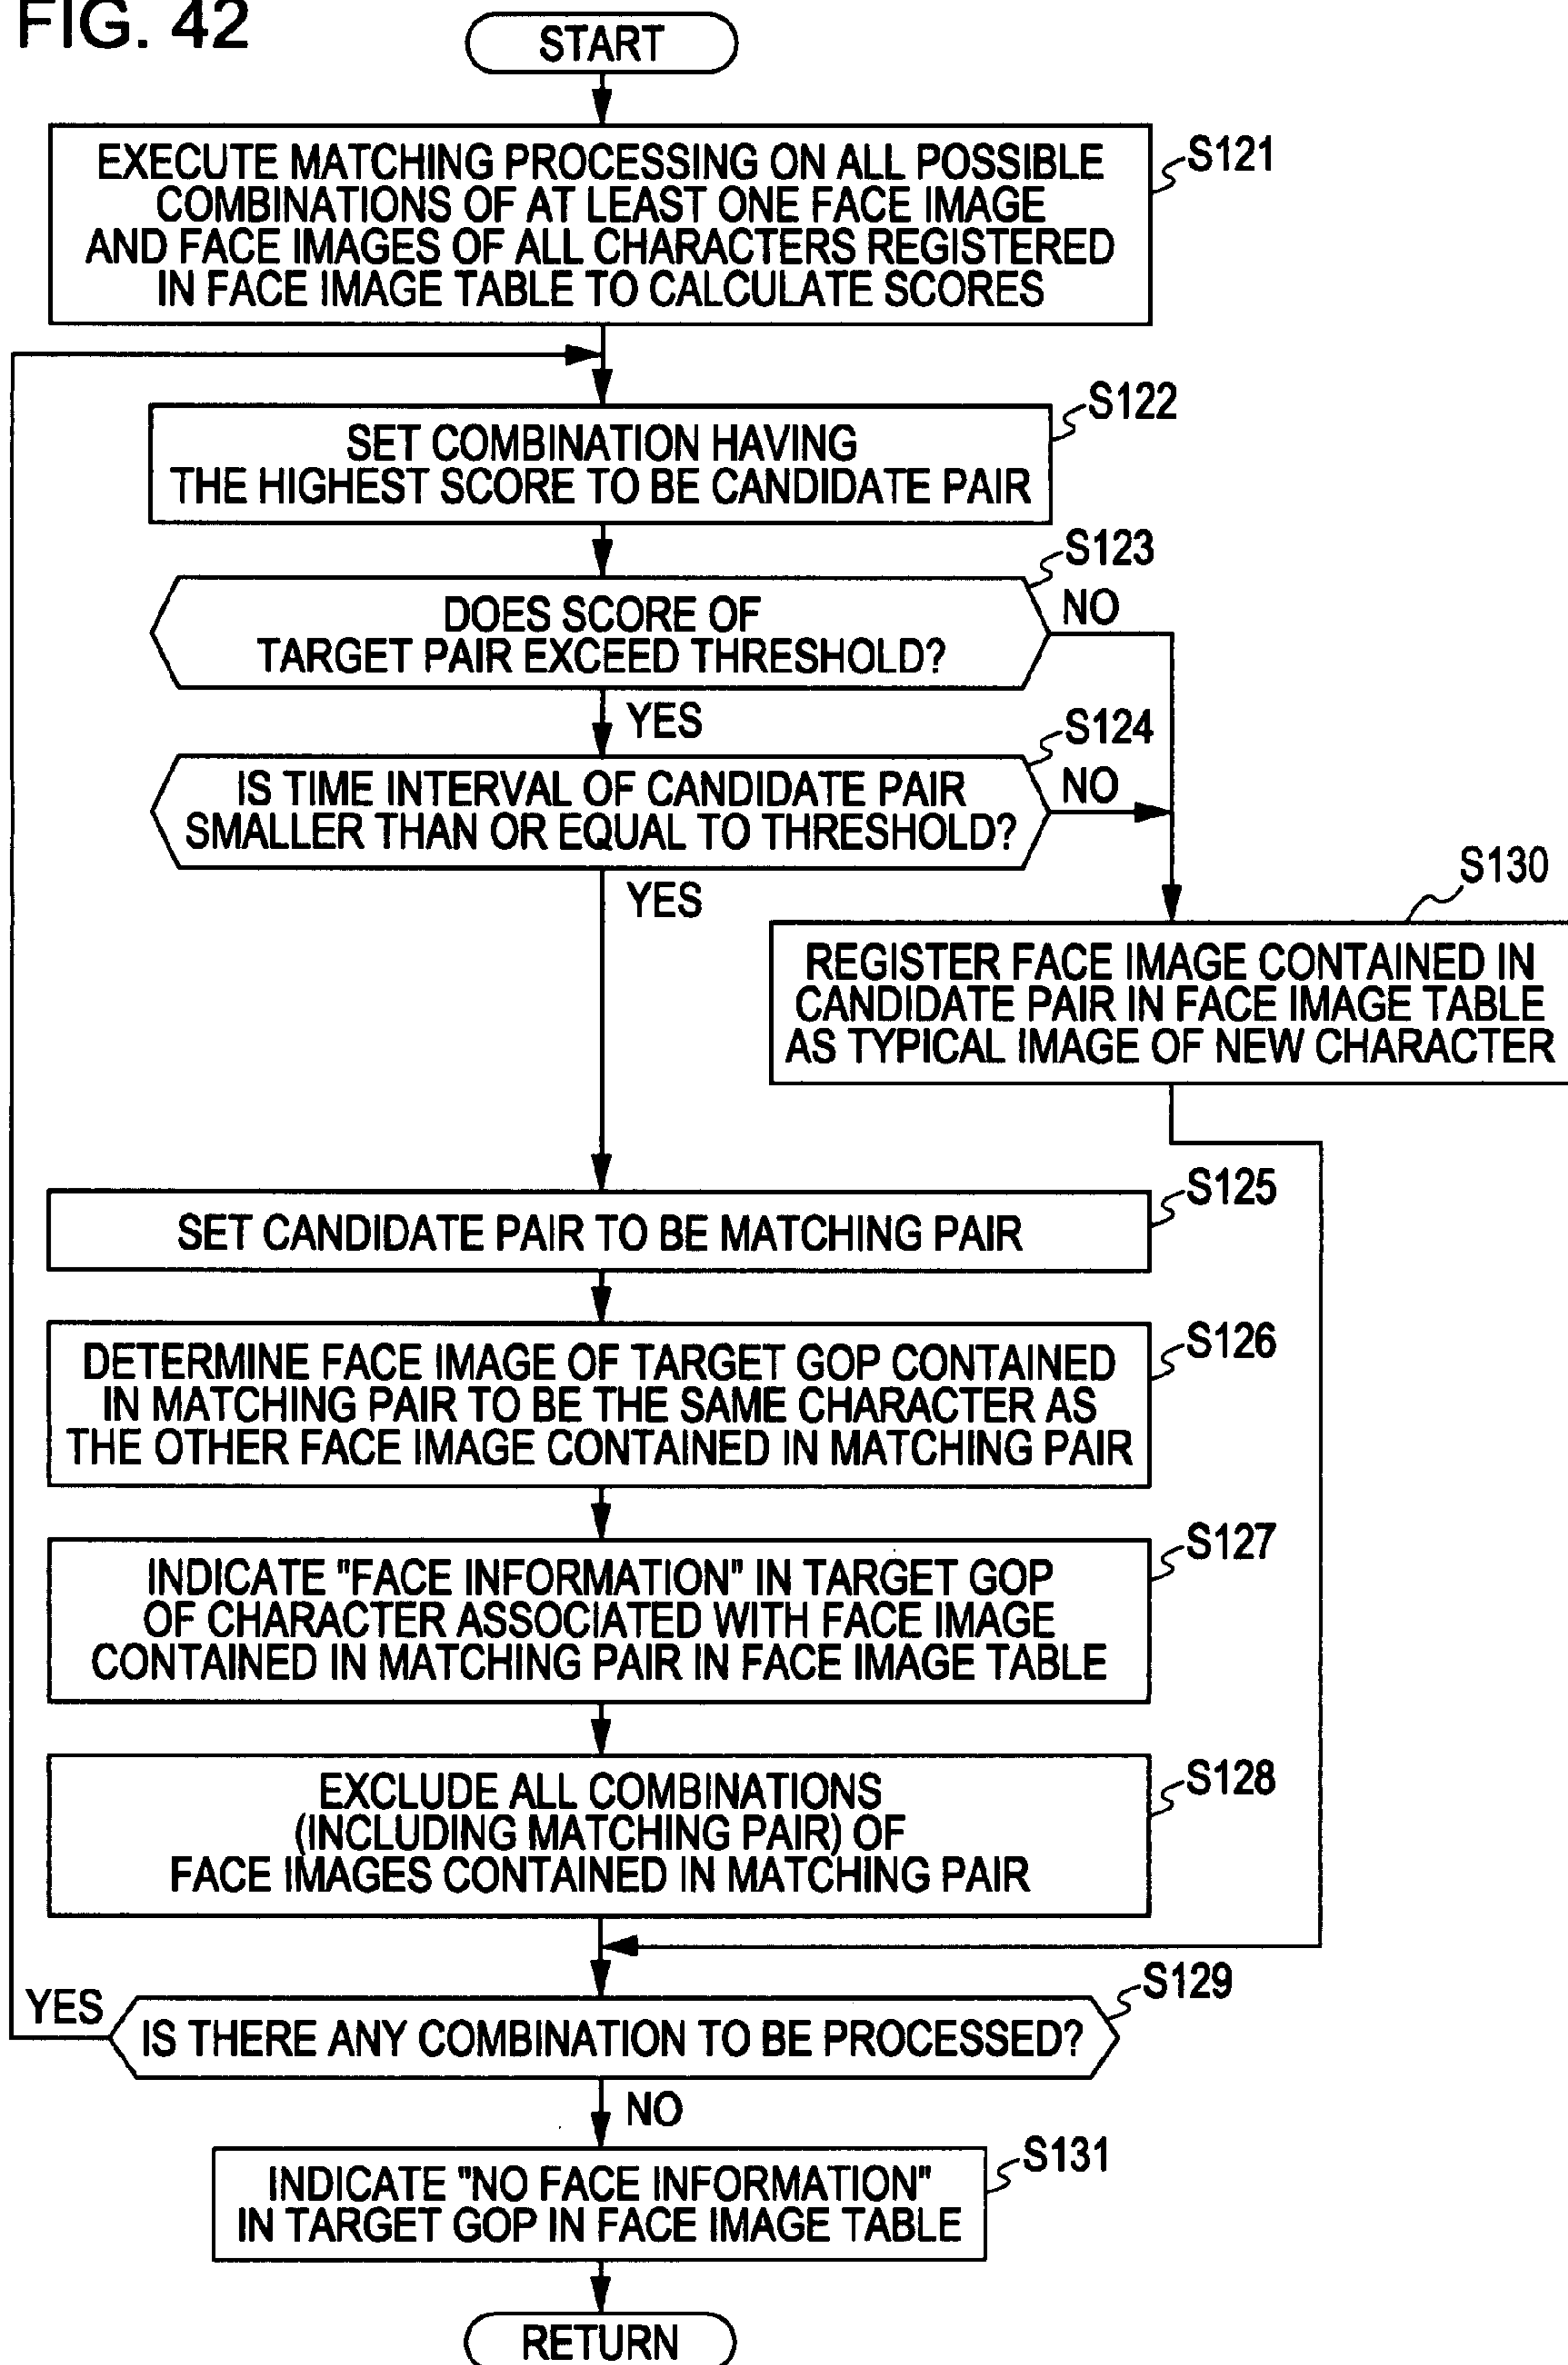 FIG. 42
START
EXECUTE MATCHING PROCESSING ON ALL POSSIBLE
COMBINATIONS OF AT LEAST ONE FACE IMAGE
AND FACE IMAGES OF ALL CHARACTERS REGISTERED
IN FACE IMAGE TABLE TO CALCULATE SCORES
S121
SET COMBINATION HAVING
THE HIGHEST SCORE TO BE CANDIDATE PAIR
S122
DOES SCORE OF
TARGET PAIR EXCEED THRESHOLD?
S123
NO
YES
IS TIME INTERVAL OF CANDIDATE PAIR
SMALLER THAN OR EQUAL TO THRESHOLD?
S124
NO
YES
S130
REGISTER FACE IMAGE CONTAINED IN
CANDIDATE PAIR IN FACE IMAGE TABLE
AS TYPICAL IMAGE OF NEW CHARACTER
SET CANDIDATE PAIR TO BE MATCHING PAIR
S125
DETERMINE FACE IMAGE OF TARGET GOP CONTAINED
IN MATCHING PAIR TO BE THE SAME CHARACTER AS
THE OTHER FACE IMAGE CONTAINED IN MATCHING PAIR
S126
INDICATE "FACE INFORMATION" IN TARGET GOP
OF CHARACTER ASSOCIATED WITH FACE IMAGE
CONTAINED IN MATCHING PAIR IN FACE IMAGE TABLE
S127
EXCLUDE ALL COMBINATIONS
(INCLUDING MATCHING PAIR) OF
FACE IMAGES CONTAINED IN MATCHING PAIR
S128
YES
IS THERE ANY COMBINATION TO BE PROCESSED?
S129
NO
INDICATE "NO FACE INFORMATION"
IN TARGET GOP IN FACE IMAGE TABLE
S131
RETURN